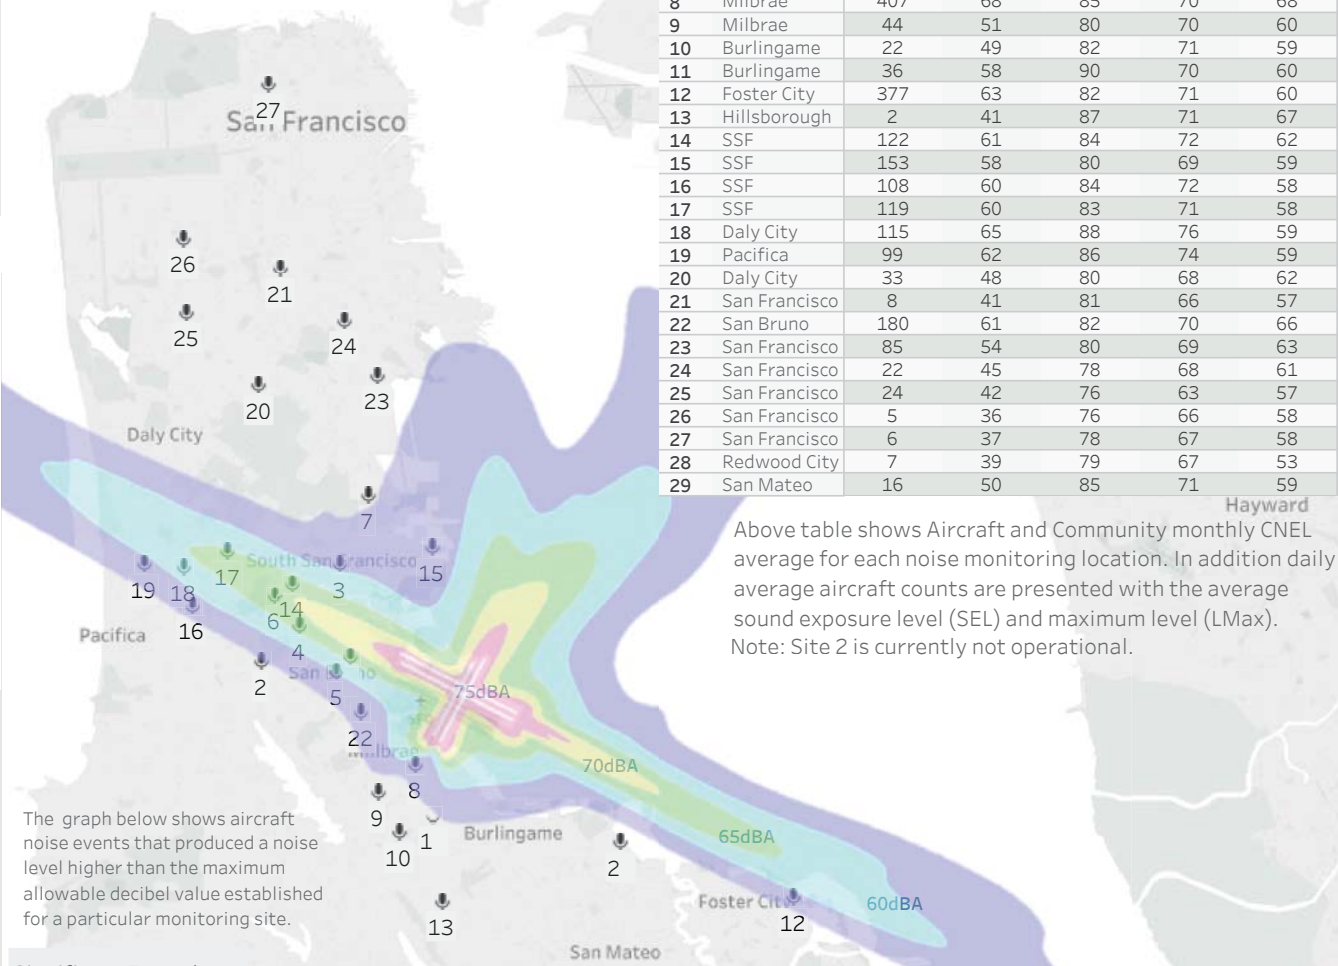 8 Milbrae 407 68 85 70 68
9 Milbrae 44 51 80 70 60
10 Burlingame 22 49 82 71 59
11 Burlingame 36 58 90 70 60
12 Foster City 377 63 82 71 60
13 Hillsborough 2 41 87 71 67
14 SSF 122 61 84 72 62
15 SSF 153 58 80 69 59
16 SSF 108 60 84 72 58
17 SSF 119 60 83 71 58
18 Daly City 115 65 88 76 59
19 Pacifica 99 62 86 74 59
20 Daly City 33 48 80 68 62
21 San Francisco 8 41 81 66 57
22 San Bruno 180 61 82 70 66
23 San Francisco 85 54 80 69 63
24 San Francisco 22 45 78 68 61
25 San Francisco 24 42 76 63 57
26 San Francisco 5 36 76 66 58
27 San Francisco 6 37 78 67 58
28 Redwood City 7 39 79 67 53
29 San Mateo 16 50 85 71 59
Above table shows Aircraft and Community monthly CNEL
average for each noise monitoring location. In addition daily
average aircraft counts are presented with the average
sound exposure level (SEL) and maximum level (LMax).
Note: Site 2 is currently not operational.
27
San Francisco
26
21
25
24
23
20
Daly City
7
Hayward
South San Francisco
15
17
3
19
18
14
6
16
Pacifica
4
2
San
5
75dBA
22
70dBA
8
9
1
10
Burlingame
2
65dBA
Foster City
12
60dBA
13
San Mateo
The graph below shows aircraft
noise events that produced a noise
level higher than the maximum
allowable decibel value established
for a particular monitoring site.